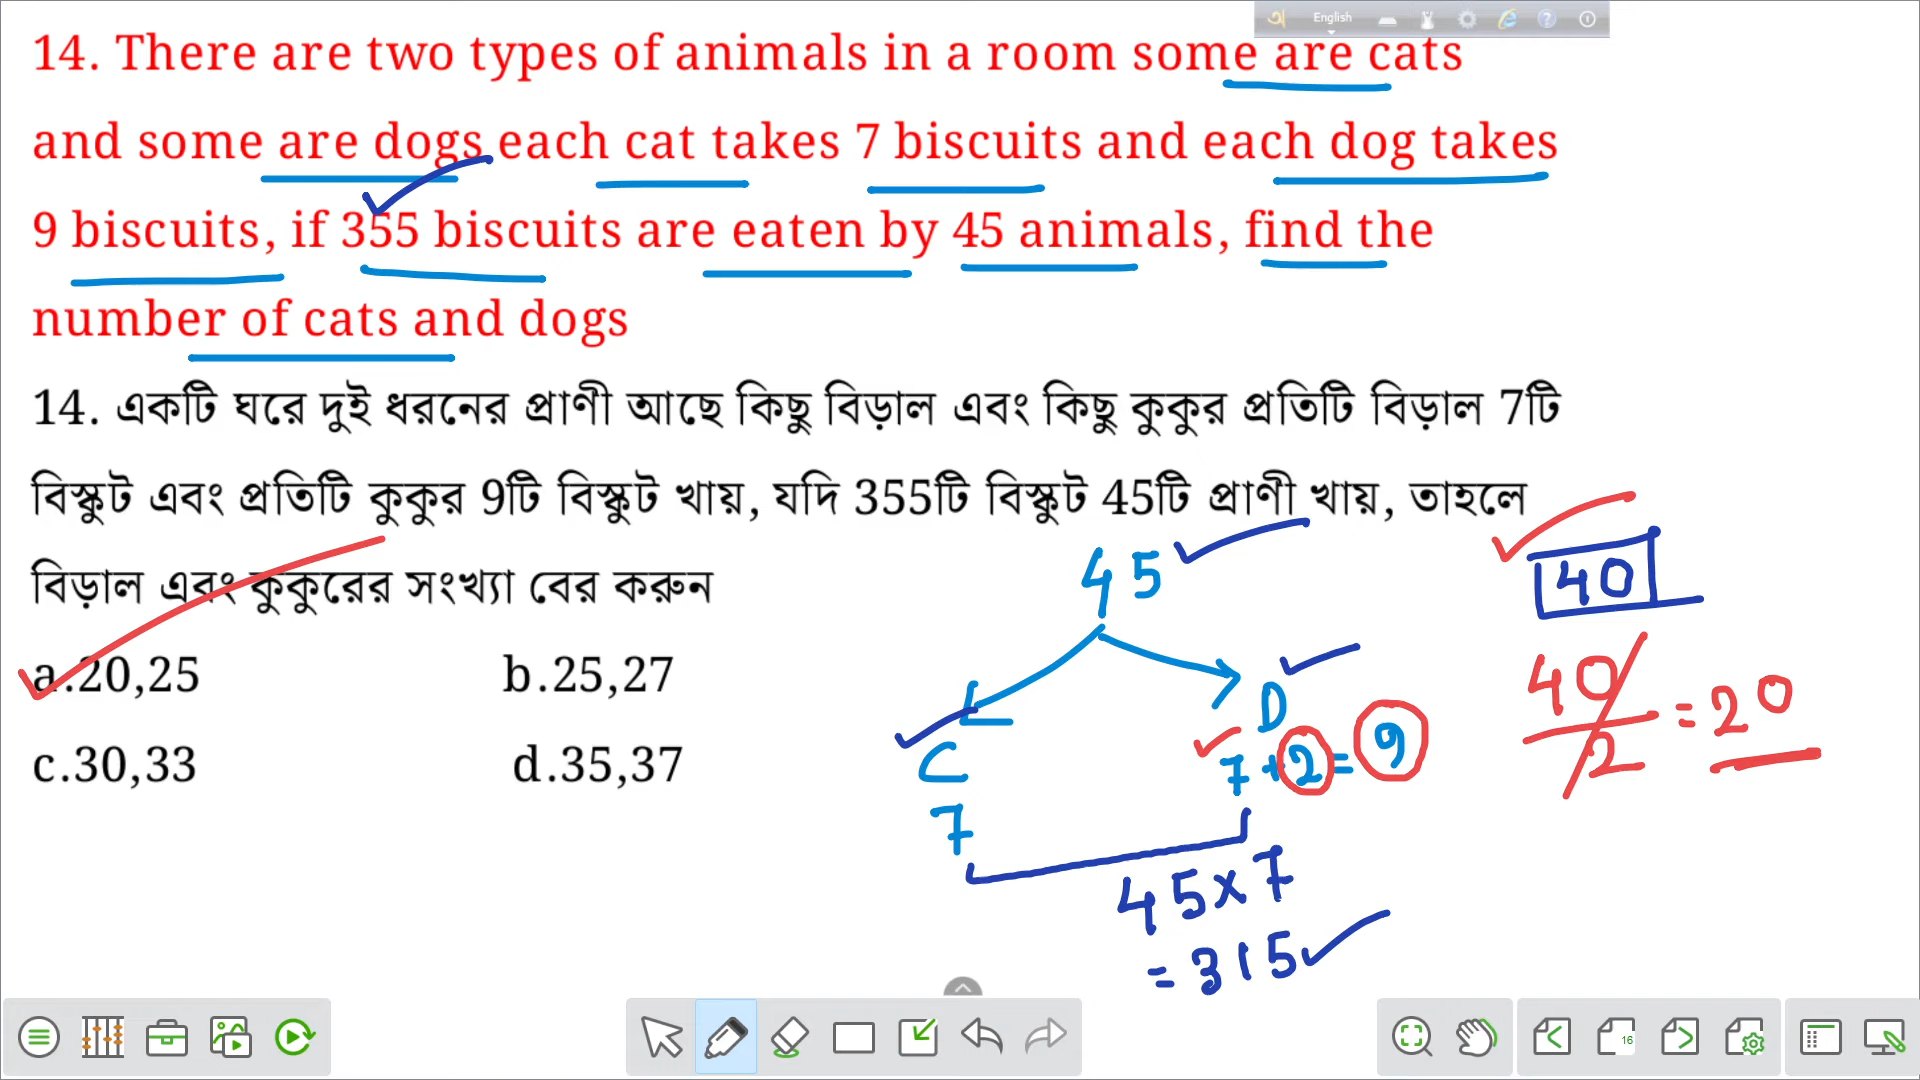 English
14. There are two types of animals in a room some are cats
and some are dogs each cat takes 7 biscuits and each dog takes
9 biscuits, if 355 biscuits are eaten by 45 animals, find the
number of cats and dogs
14. একটি ঘরে দুই ধরনের প্রাণী আছে কিছু বিড়াল এবং কিছু কুকুর প্রতিটি বিড়াল 7টি
বিস্কুট এবং প্রতিটি কুকুর 9টি বিস্কুট খায়, যদি 355টি বিস্কুট 45টি প্রাণী খায়, তাহলে
বিড়াল এবং কুকুরের সংখ্যা বের করুন
a.20,25
b.25,27
c.30,33
d.35,37
45
C
D
7
7+2=9
45x7
=315
40
40/2=20
16